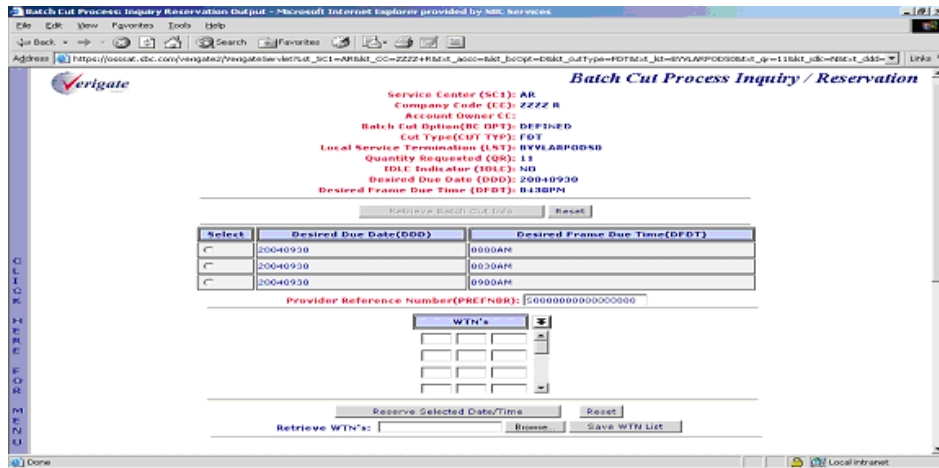 Batch Cut Process: Inquiry Reservation Output - Microsoft Internet Explorer provided by SBC Services
File Edit View Favorites Tools Help
Back Search Favorites
Address Links
Verigate
Batch Cut Process Inquiry / Reservation
Service Center (SC1): AR
Company Code (CC): ZZZZ R
Account Owner CC:
Batch Cut Option(BC OPT): DEFINED
Cut Type(CUT TYP): FDT
Local Service Termination (LST):
Quantity Requested (QR): 11
IDLC Indicator (IDLC): NO
Desired Due Date (DDD): 20040930
Desired Frame Due Time (DFDT): 0430PM
Retrieve Batch Cut Info Reset
Select Desired Due Date(DDD) Desired Frame Due Time(DFDT)
20040930 0800AM
20040930 0830AM
20040930 0900AM
Provider Reference Number(PREFNBR):
WTN's
Reserve Selected Date/Time Reset
Retrieve WTN's: Browse... Save WTN List
CLICK HERE FOR MENU
Done Local intranet